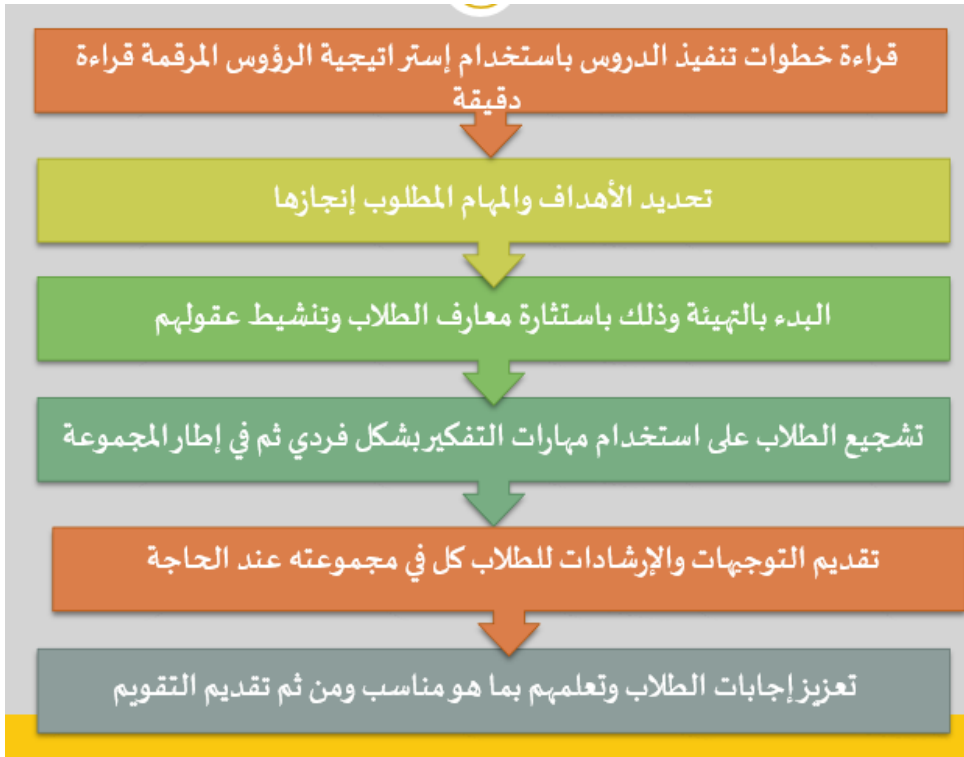 قراءة خطوات تنفيذ الدروس باستخدام إستراتيجية الرؤوس المرقمة قراءة
دقيقة
تحديد الأهداف والمهام المطلوب إنجازها
البدء بالتهيئة وذلك باستثارة معارف الطلاب وتنشيط عقولهم
تشجيع الطلاب على استخدام مهارات التفكير بشكل فردي ثم في إطار المجموعة
تقديم التوجيهات والإرشادات للطلاب كل في مجموعته عند الحاجة
تعزيز إجابات الطلاب وتعلمهم بما هو مناسب ومن ثم تقديم التقويم